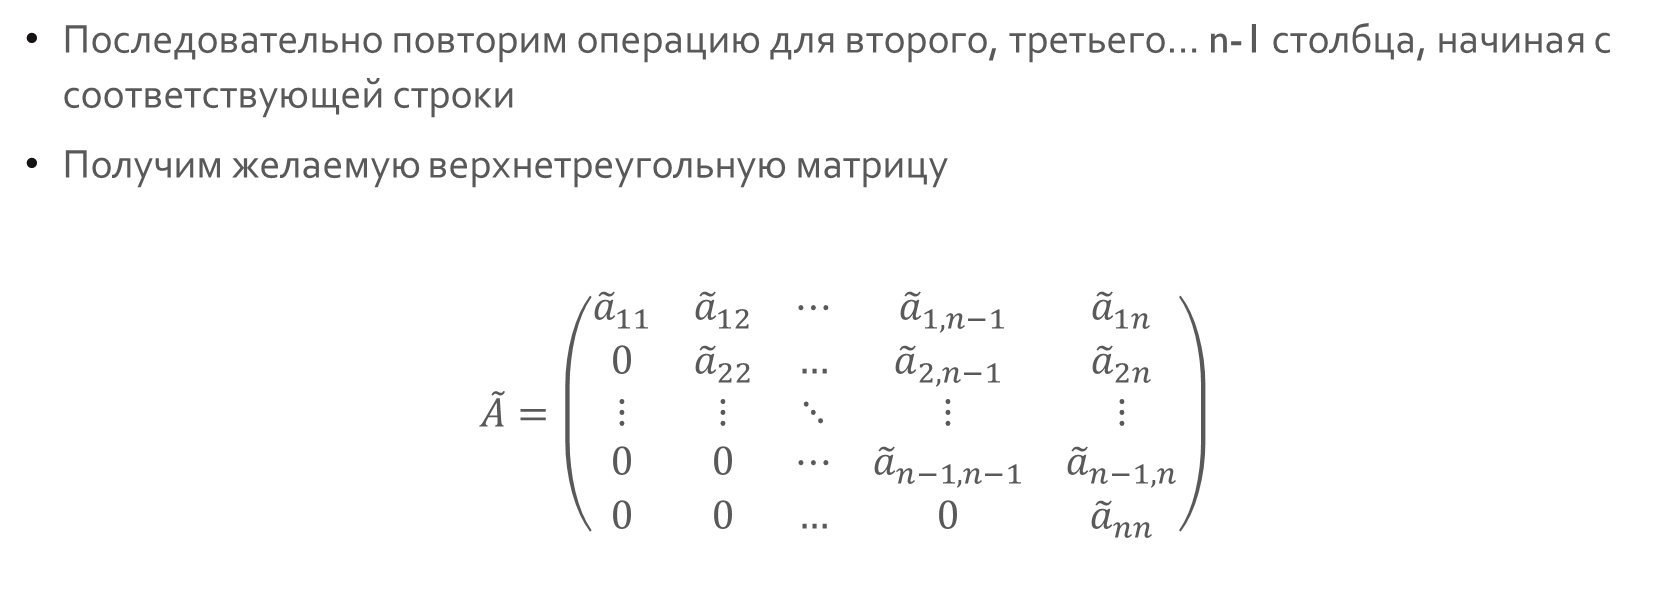 • Последовательно повторим операцию для второго, третьего... n-1 столбца, начиная с
соответствующей строки
• Получим желаемую верхнетреугольную матрицу
ã₁₁ ã₁₂ ⋯ ã₁,ₙ₋₁ ã₁ₙ
0 ã₂₂ … ã₂,ₙ₋₁ ã₂ₙ
Ã = ⋮ ⋮ ⋱ ⋮ ⋮
0 0 ⋯ ãₙ₋₁,ₙ₋₁ ãₙ₋₁,ₙ
0 0 … 0 ãₙₙ